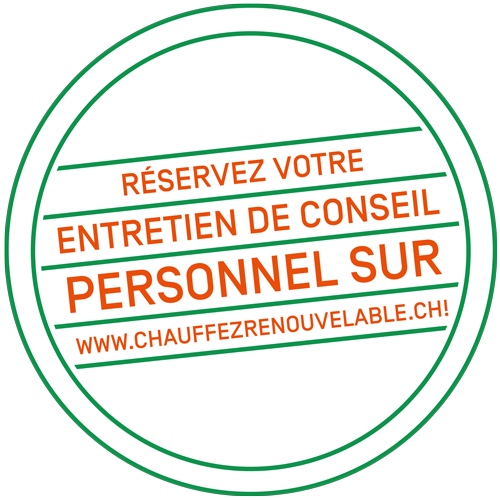 RÉSERVEZ VOTRE
ENTRETIEN DE CONSEIL
PERSONNEL SUR
WWW.CHAUFFEZRENOUVELABLE.CH!